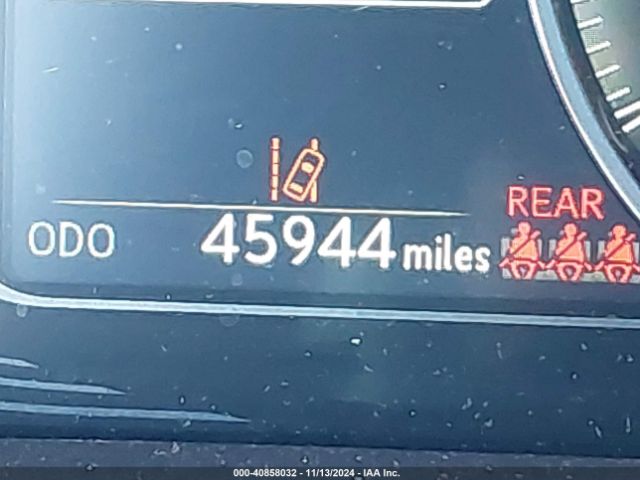 REAR
ODO 45944 miles
000-40858032 - 11/13/2024 - IAA Inc.